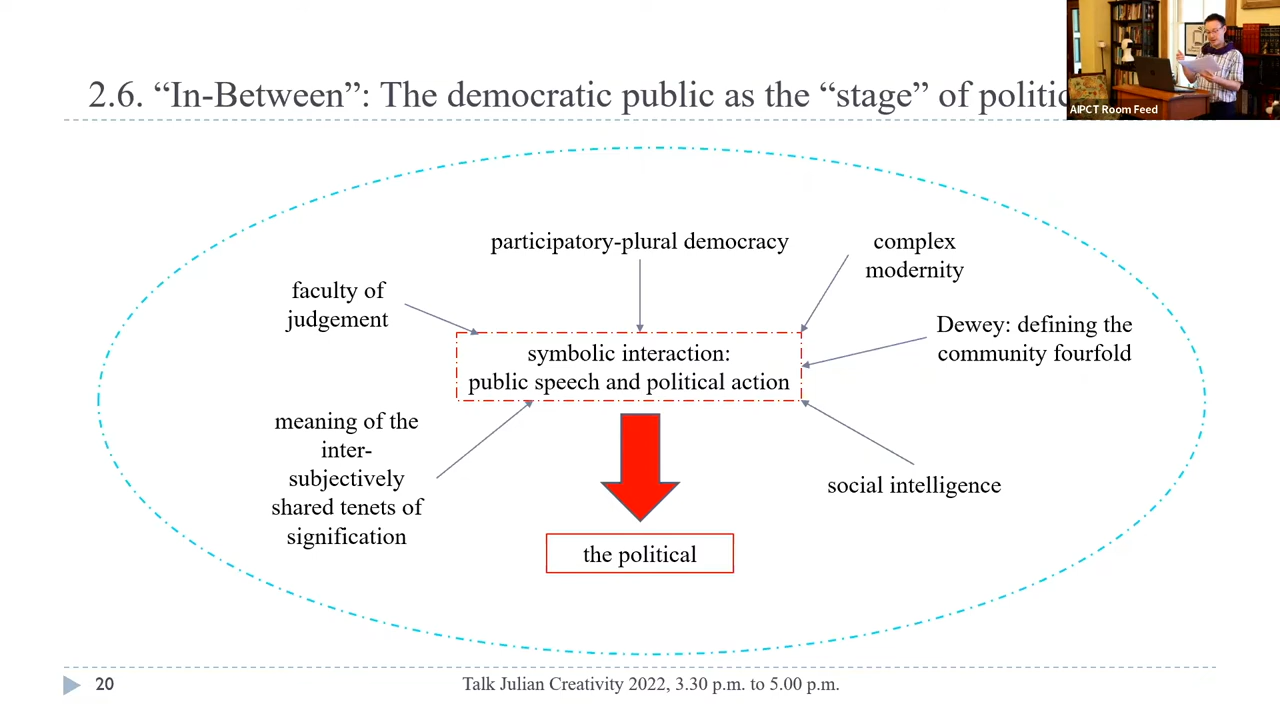 2.6. “In-Between”: The democratic public as the “stage” of politic
AIPCT Room Feed
participatory-plural democracy
complex
modernity
faculty of
judgement
Dewey: defining the
community fourfold
symbolic interaction:
public speech and political action
meaning of the
inter-
subjectively
shared tenets of
signification
social intelligence
the political
20
Talk Julian Creativity 2022, 3.30 p.m. to 5.00 p.m.